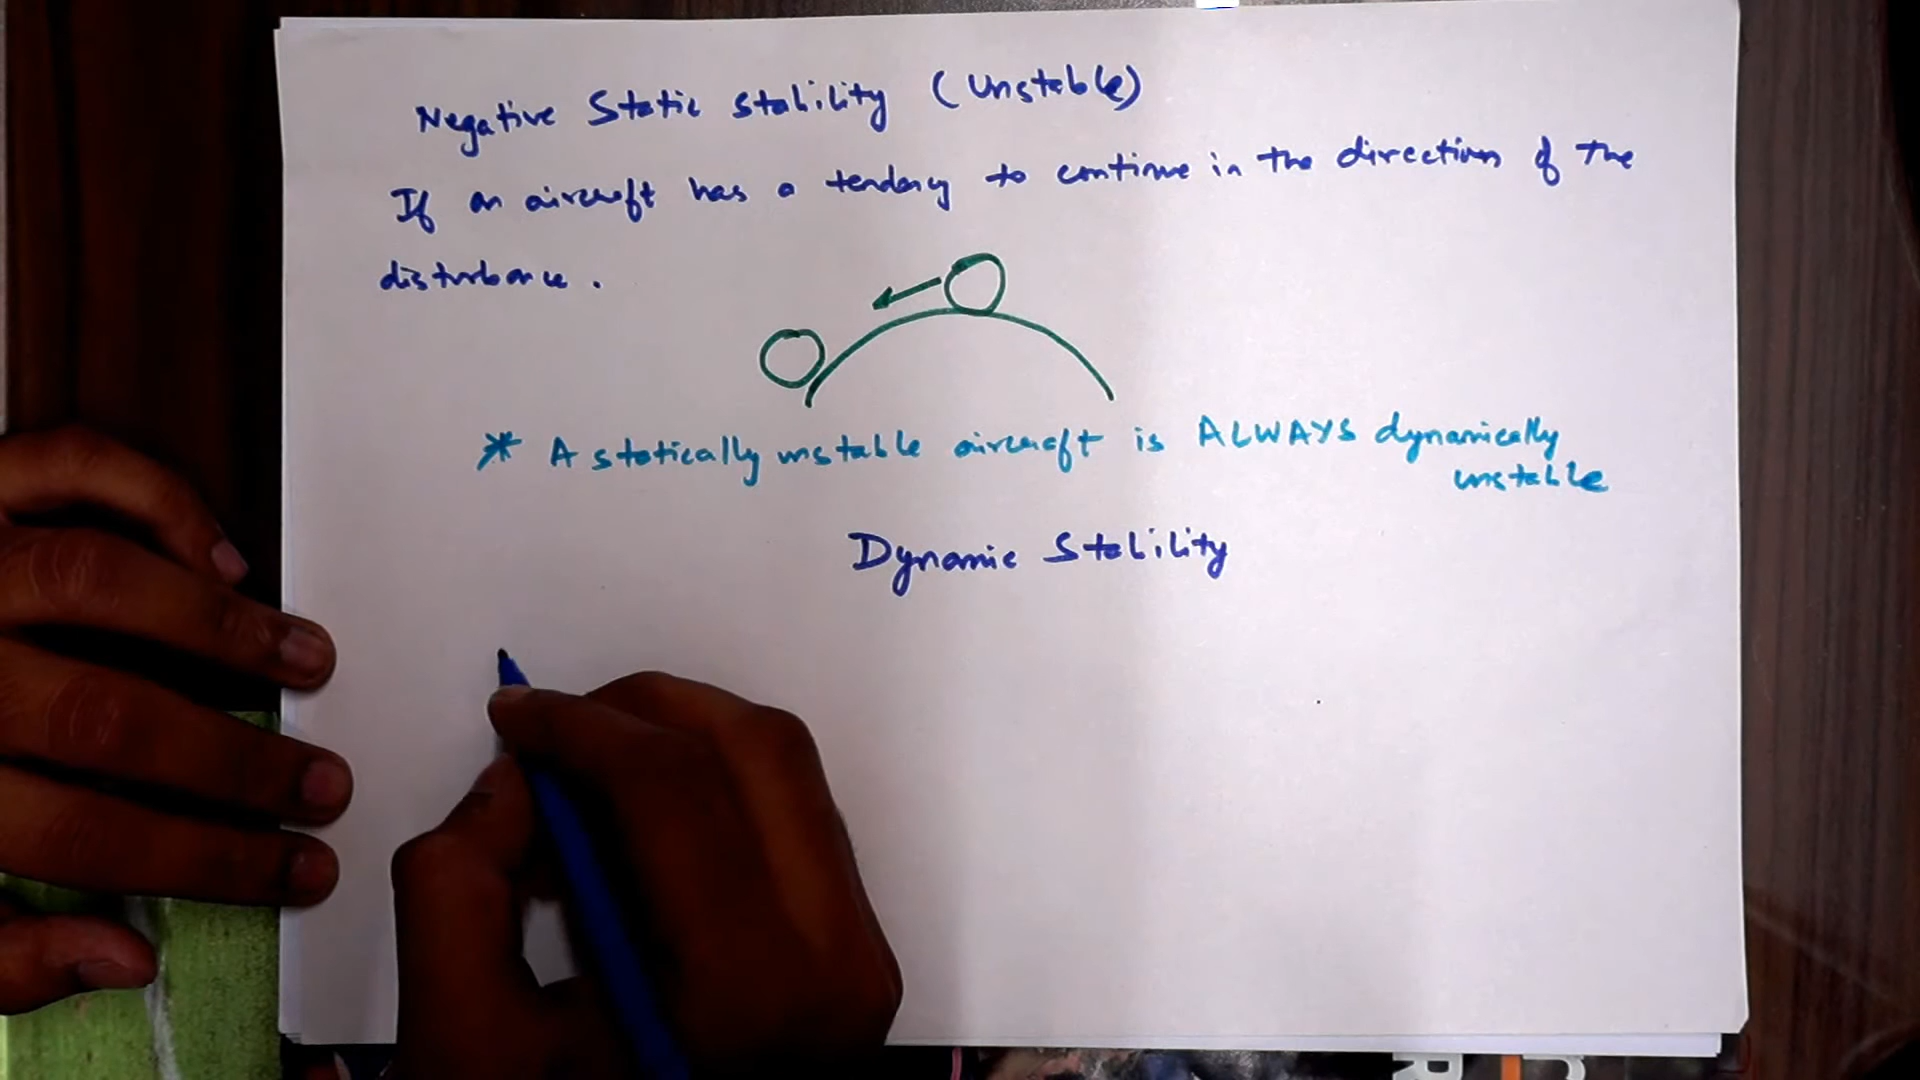 Negative Static stability (Unstable)
If an aircraft has a tendency to continue in the direction of the
disturbance.
* A statically unstable aircraft is ALWAYS dynamically
unstable
Dynamic Stability